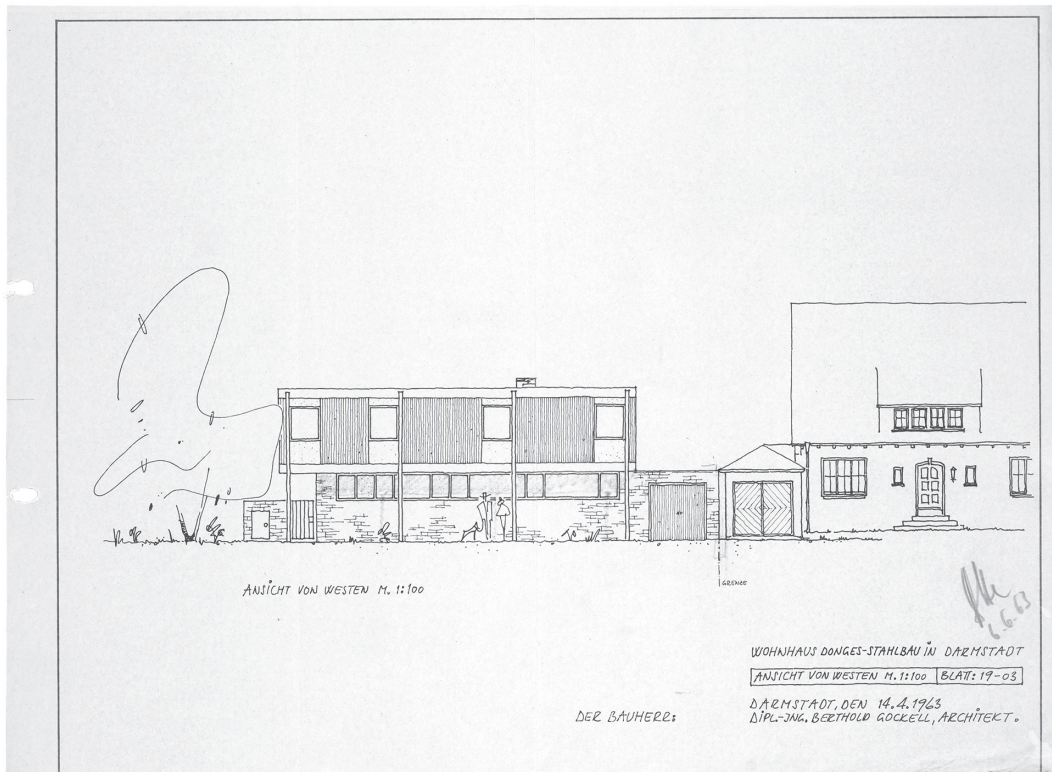 ANSICHT VON WESTEN M. 1:100
GRENZE
6.6.63
WOHNHAUS DONGES-STAHLBAU IN DARMSTADT
ANSICHT VON WESTEN M. 1:100 BLATT: 19-03
DARMSTADT, DEN 14.4.1963
DER BAUHERR:
DIPL.-ING. BERTHOLD GOCKELL, ARCHITEKT.